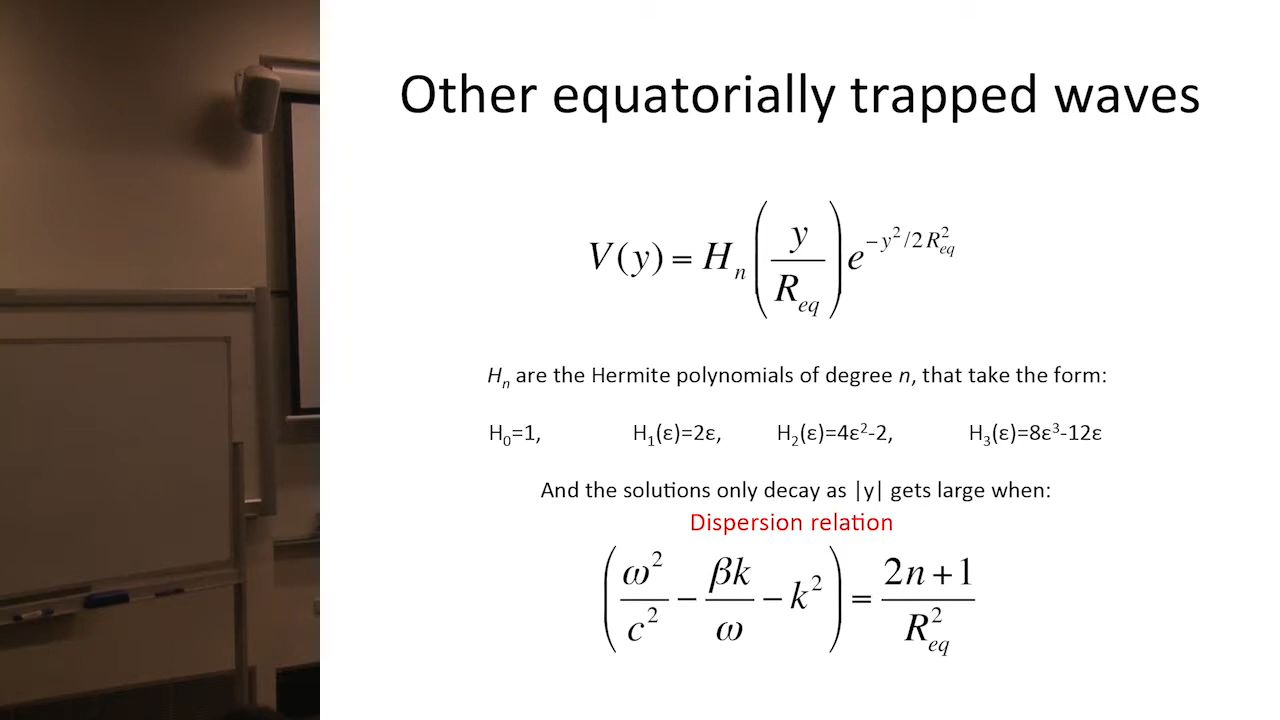 Other equatorially trapped waves
V(y) = H_n (y / R_eq) e^{−y²/2R_eq²}
H_n are the Hermite polynomials of degree n, that take the form:
H₀=1, H₁(ε)=2ε, H₂(ε)=4ε²-2, H₃(ε)=8ε³-12ε
And the solutions only decay as |y| gets large when:
Dispersion relation
(ω²/c² − βk/ω − k²) = (2n+1)/R_eq²